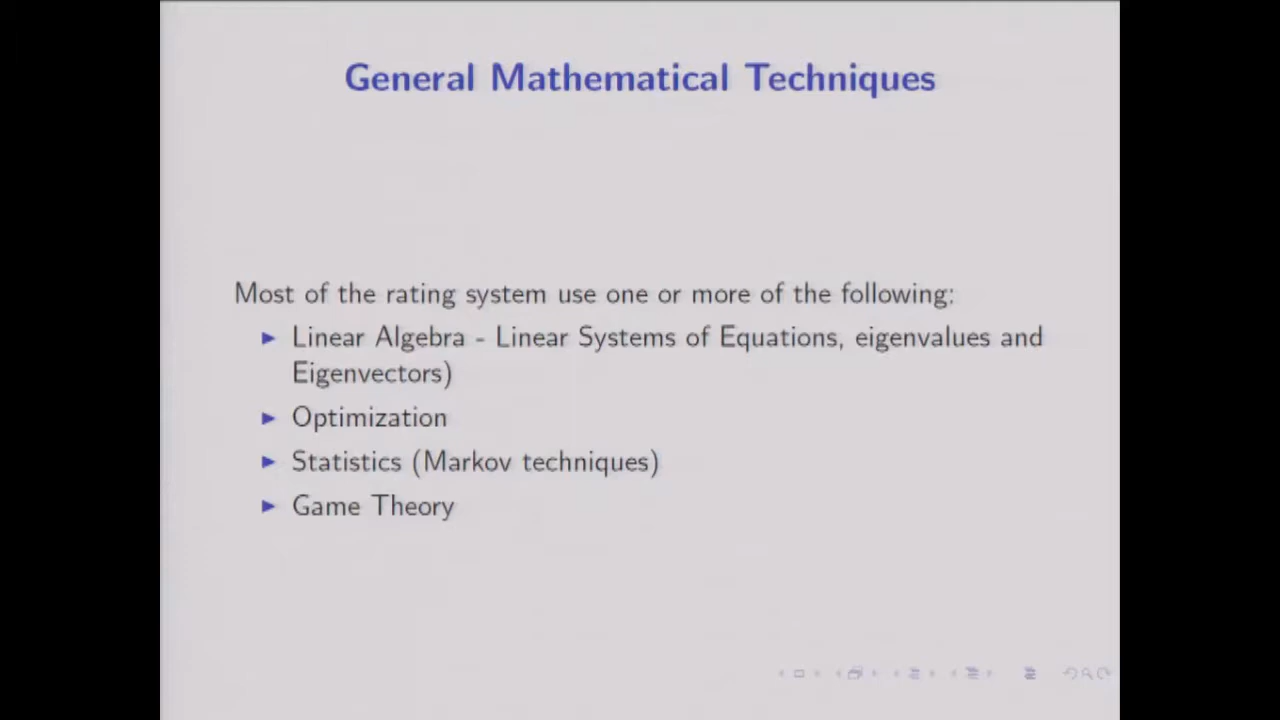 General Mathematical Techniques
Most of the rating system use one or more of the following:
Linear Algebra - Linear Systems of Equations, eigenvalues and
Eigenvectors)
Optimization
Statistics (Markov techniques)
Game Theory